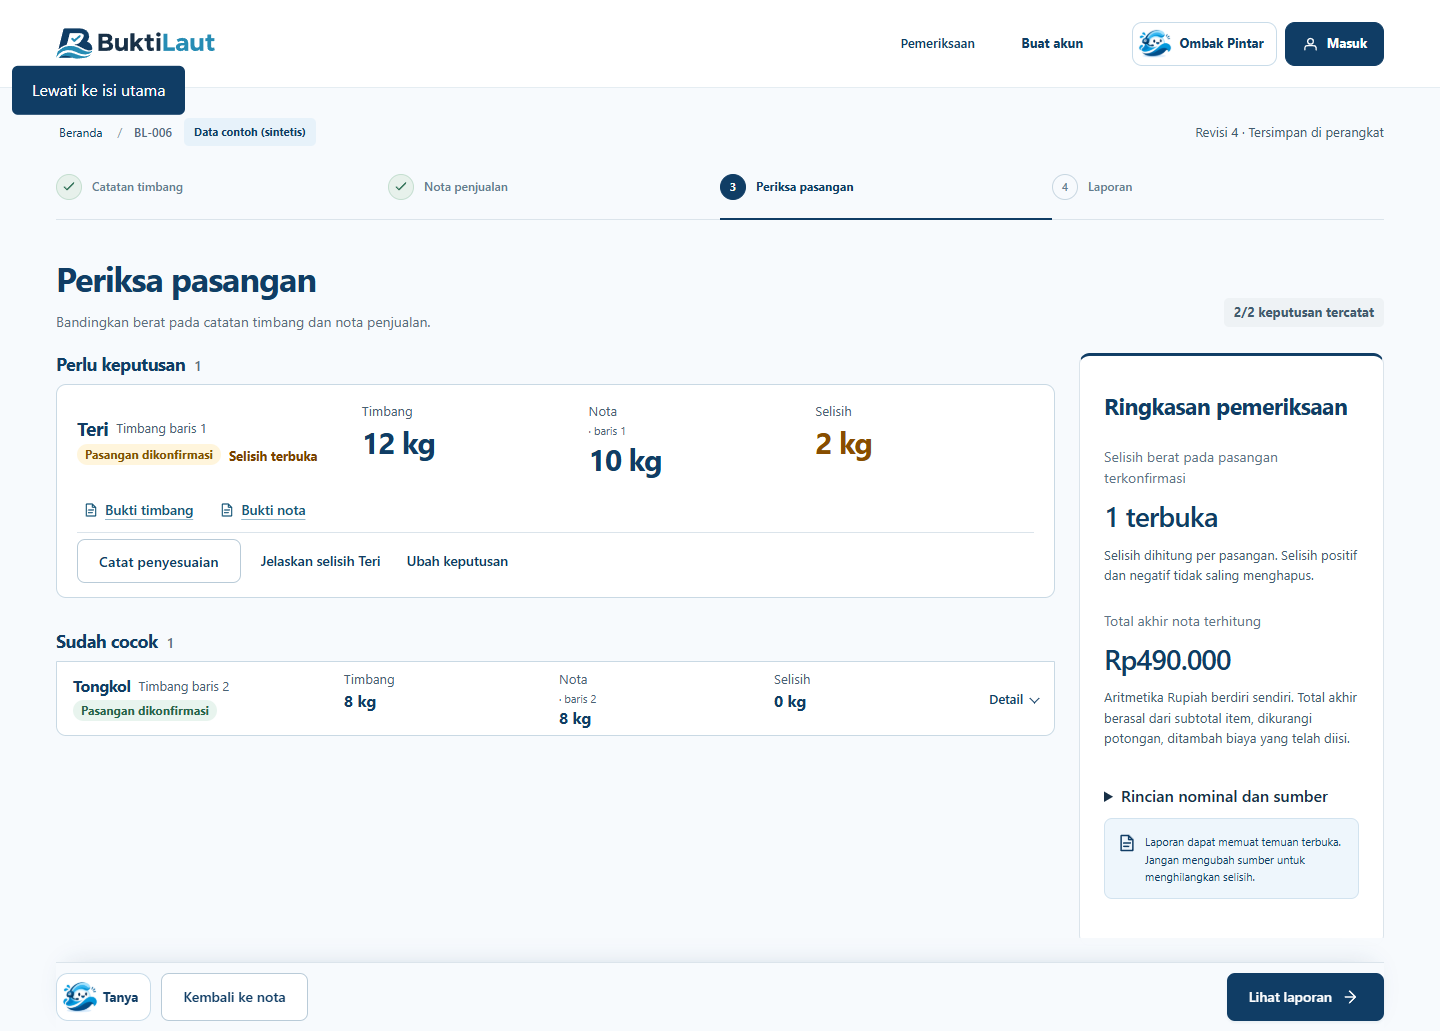 BuktiLaut
Pemeriksaan
Buat akun
Ombak Pintar
Masuk
Lewati ke isi utama
Beranda / BL-006 Data contoh (sintetis)
Revisi 4 · Tersimpan di perangkat
Catatan timbang
Nota penjualan
3 Periksa pasangan
4 Laporan
Periksa pasangan
Bandingkan berat pada catatan timbang dan nota penjualan.
2/2 keputusan tercatat
Perlu keputusan 1
Teri Timbang baris 1
Pasangan dikonfirmasi Selisih terbuka
Timbang
12 kg
Nota
· baris 1
10 kg
Selisih
2 kg
Bukti timbang
Bukti nota
Catat penyesuaian
Jelaskan selisih Teri
Ubah keputusan
Sudah cocok 1
Tongkol Timbang baris 2
Pasangan dikonfirmasi
Timbang
8 kg
Nota
· baris 2
8 kg
Selisih
0 kg
Detail
Ringkasan pemeriksaan
Selisih berat pada pasangan
terkonfirmasi
1 terbuka
Selisih dihitung per pasangan. Selisih positif
dan negatif tidak saling menghapus.
Total akhir nota terhitung
Rp490.000
Aritmetika Rupiah berdiri sendiri. Total akhir
berasal dari subtotal item, dikurangi
potongan, ditambah biaya yang telah diisi.
Rincian nominal dan sumber
Laporan dapat memuat temuan terbuka.
Jangan mengubah sumber untuk
menghilangkan selisih.
Tanya
Kembali ke nota
Lihat laporan